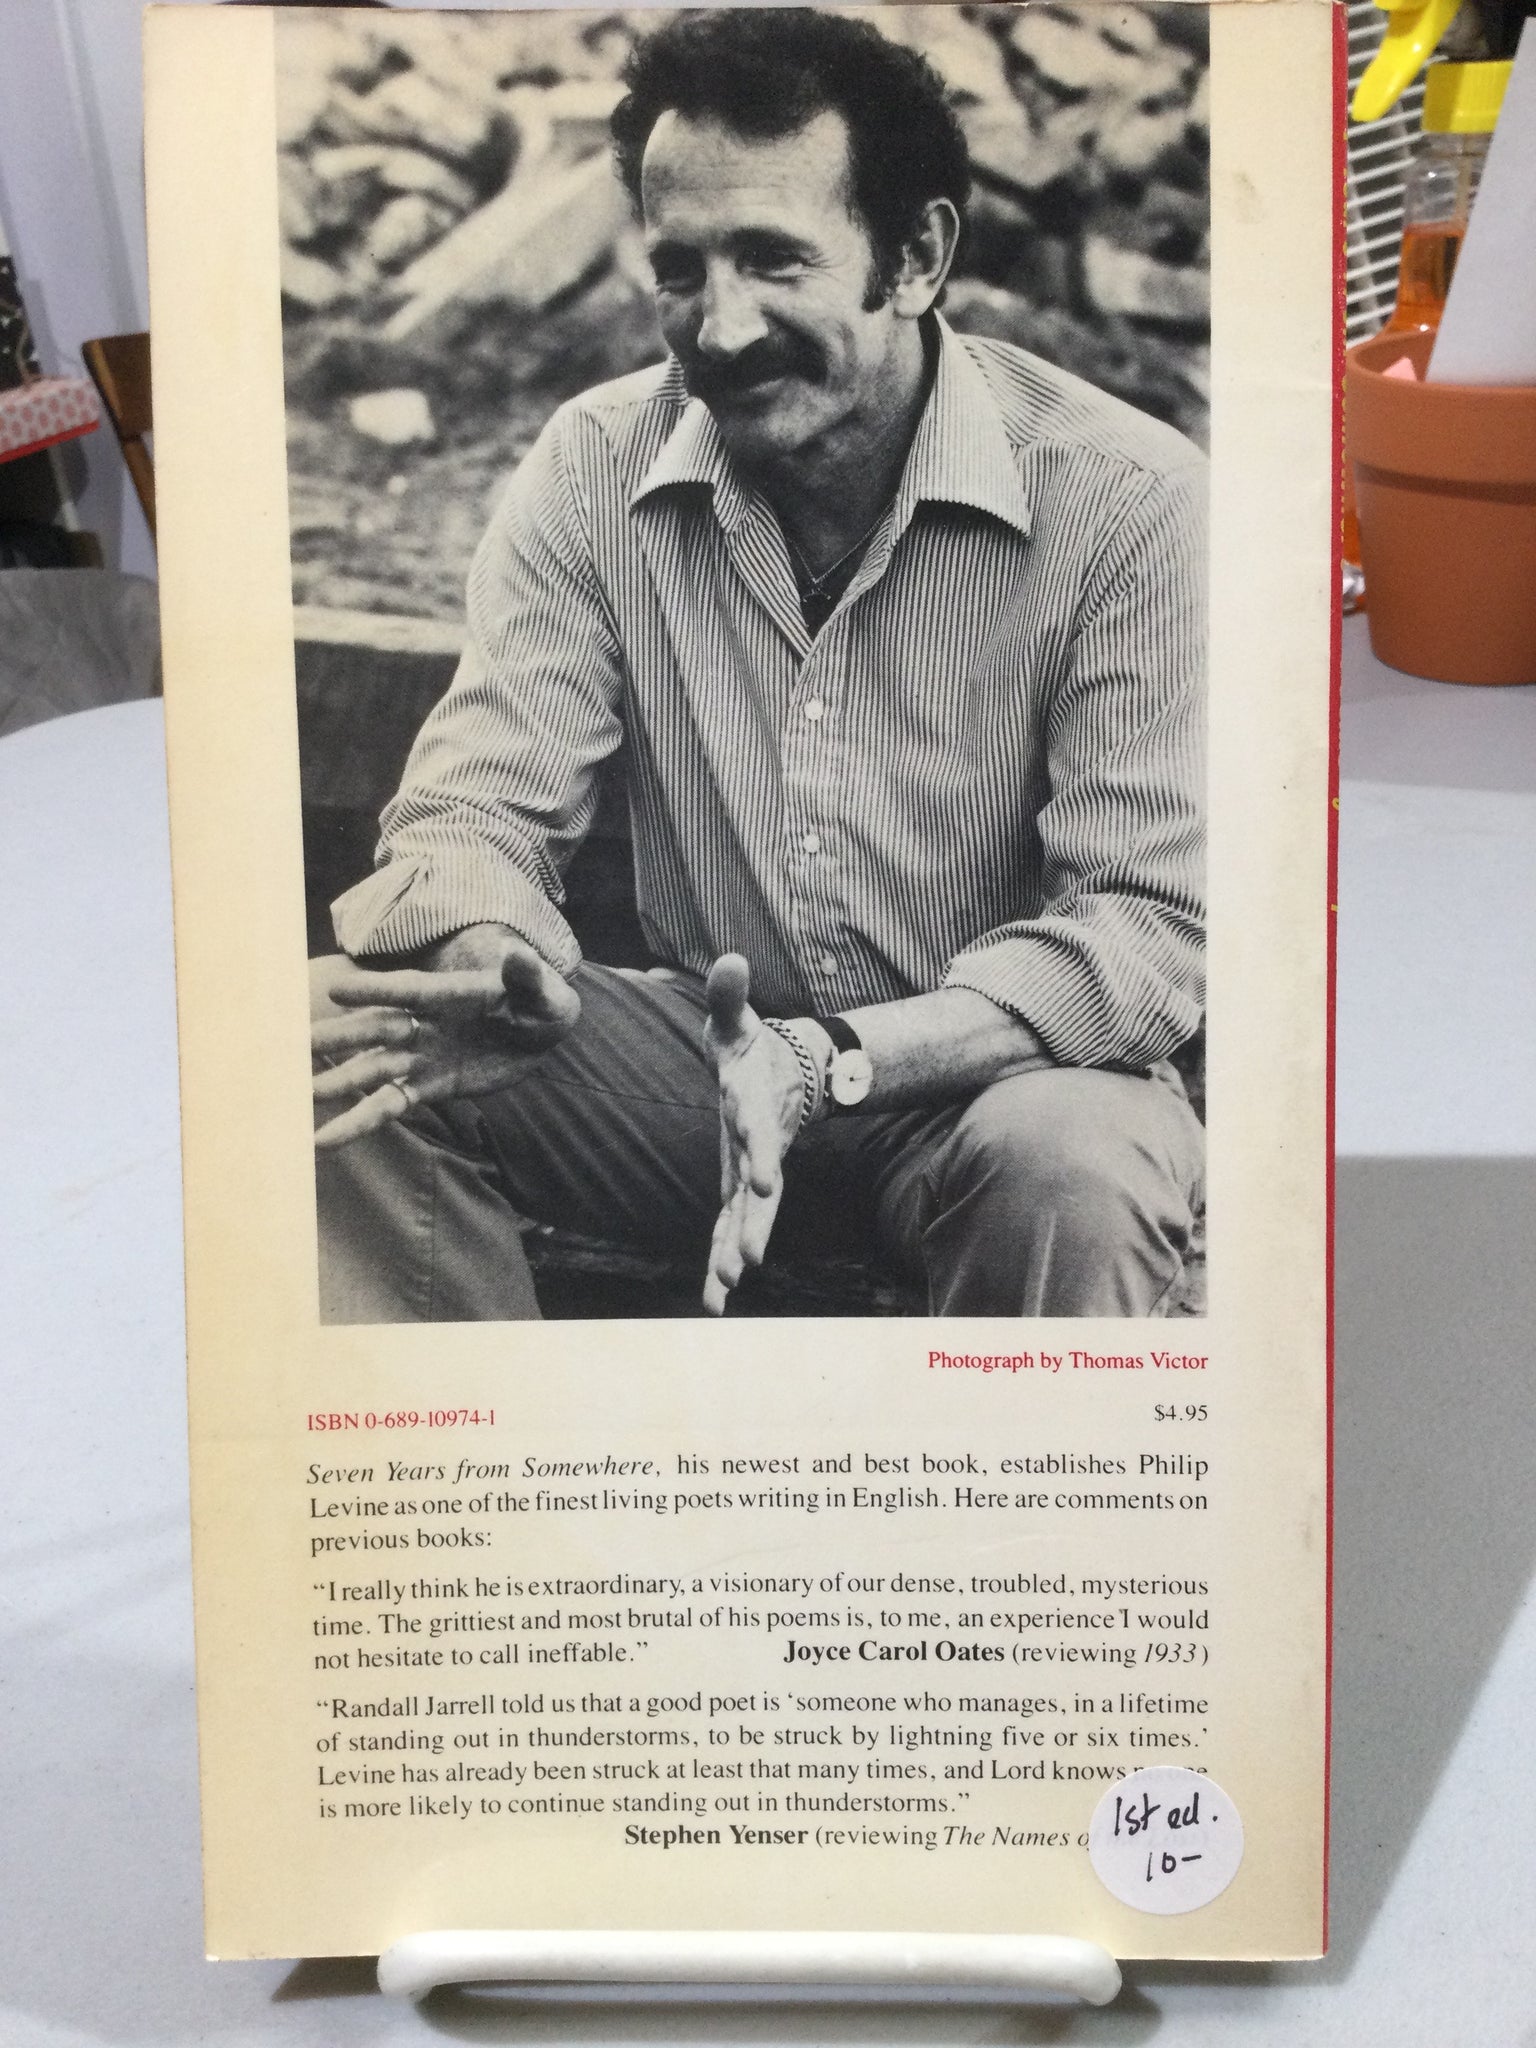 Photograph by Thomas Victor
ISBN 0-689-10974-1
$4.95
Seven Years from Somewhere, his newest and best book, establishes Philip
Levine as one of the finest living poets writing in English. Here are comments on
previous books:
“I really think he is extraordinary, a visionary of our dense, troubled, mysterious
time. The grittiest and most brutal of his poems is, to me, an experience I would
not hesitate to call ineffable.” Joyce Carol Oates (reviewing 1933)
“Randall Jarrell told us that a good poet is ‘someone who manages, in a lifetime
of standing out in thunderstorms, to be struck by lightning five or six times.’
Levine has already been struck at least that many times, and Lord knows
is more likely to continue standing out in thunderstorms.”
Stephen Yenser (reviewing The Names
1st ed.
10–